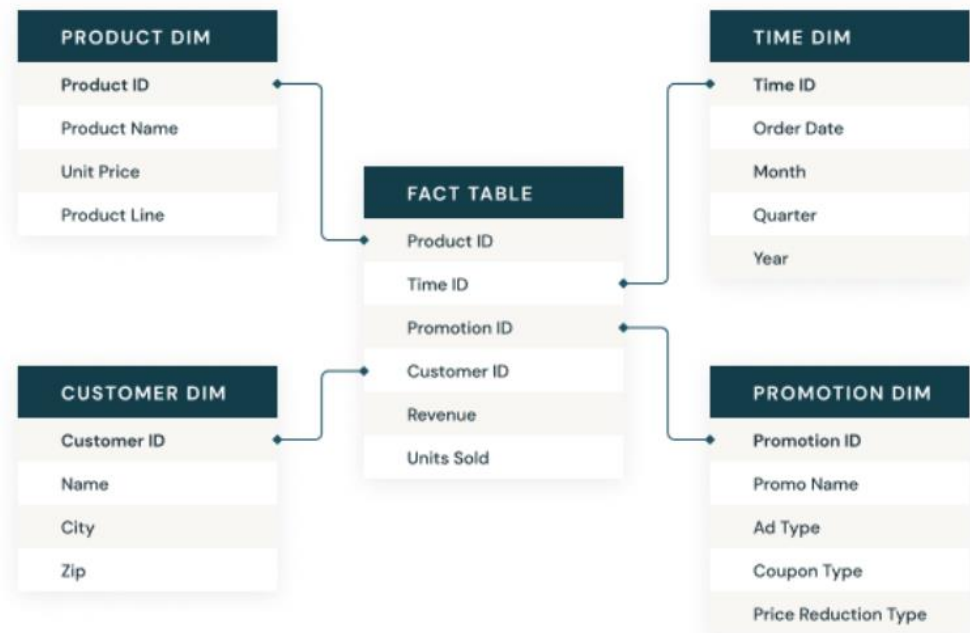 PRODUCT DIM
Product ID
Product Name
Unit Price
Product Line
TIME DIM
Time ID
Order Date
Month
Quarter
Year
FACT TABLE
Product ID
Time ID
Promotion ID
Customer ID
Revenue
Units Sold
CUSTOMER DIM
Customer ID
Name
City
Zip
PROMOTION DIM
Promotion ID
Promo Name
Ad Type
Coupon Type
Price Reduction Type